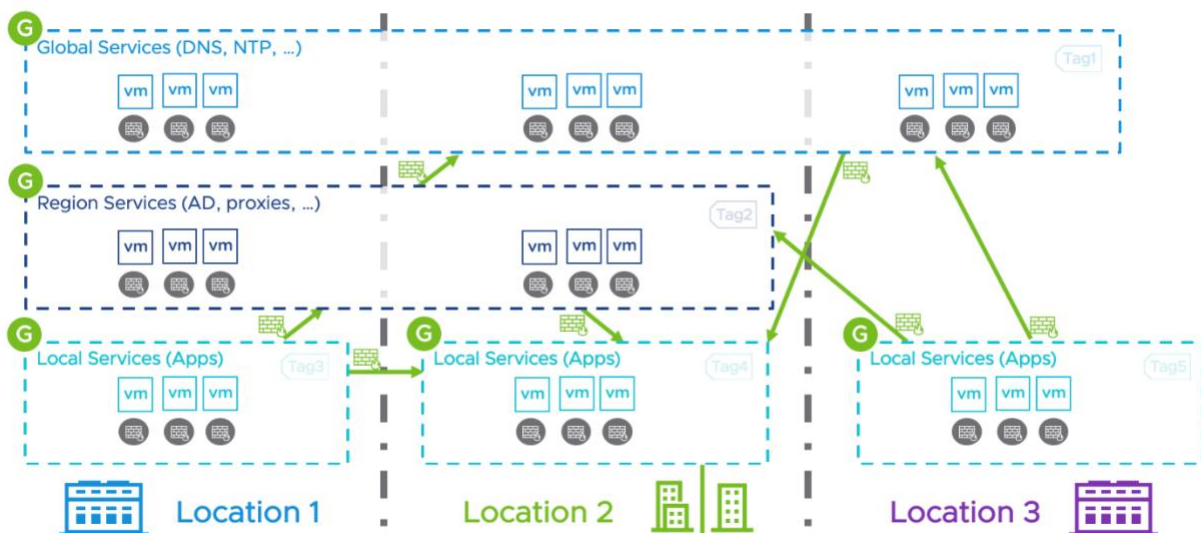 G
Global Services (DNS, NTP, ...)
Tag1
vm vm vm vm vm vm vm vm vm
G
Region Services (AD, proxies, ...)
Tag2
vm vm vm vm vm vm
G
Local Services (Apps)
Tag3
G
Local Services (Apps)
Tag4
G
Local Services (Apps)
Tag5
vm vm vm vm vm vm vm vm vm
Location 1
Location 2
Location 3